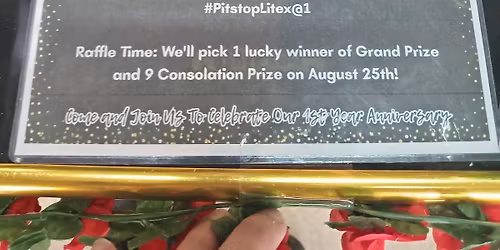 #PitstopLitex@1
Raffle Time: We'll pick 1 lucky winner of Grand Prize
and 9 Consolation Prize on August 25th!
Come and Join Us To Celebrate Our 1st Year Anniversary